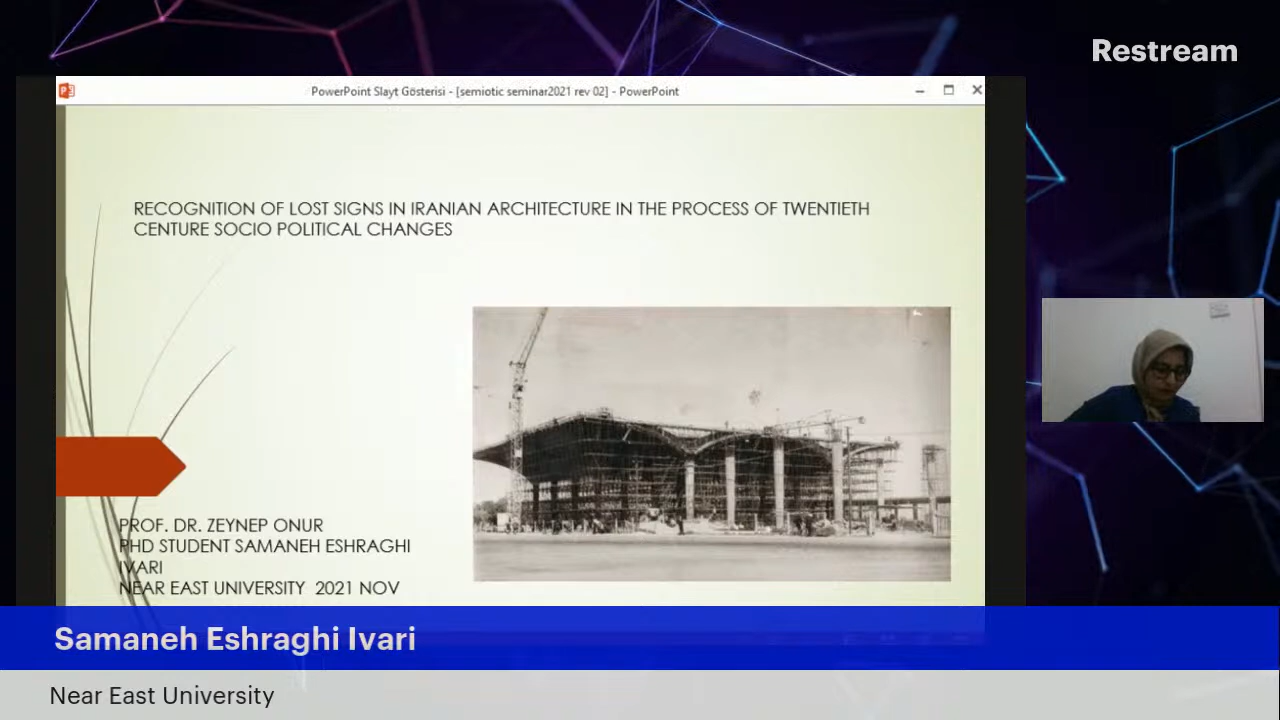 Restream
PowerPoint Slayt Gösterisi - [semiotic seminar2021 rev 02] - PowerPoint
RECOGNITION OF LOST SIGNS IN IRANIAN ARCHITECTURE IN THE PROCESS OF TWENTIETH
CENTURE SOCIO POLITICAL CHANGES
PROF. DR. ZEYNEP ONUR
PHD STUDENT SAMANEH ESHRAGHI
IVARI
NEAR EAST UNIVERSITY 2021 NOV
Samaneh Eshraghi Ivari
Near East University